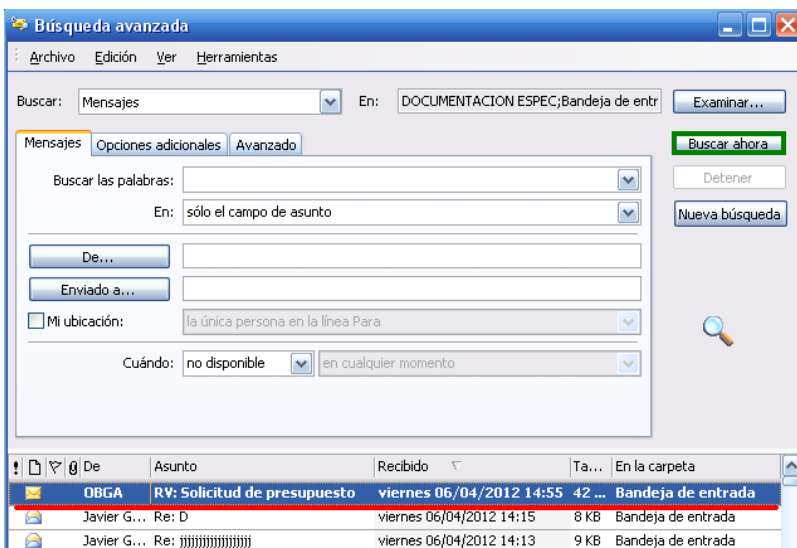 Búsqueda avanzada
Archivo Edición Ver Herramientas
Buscar: Mensajes En: DOCUMENTACION ESPEC;Bandeja de entr Examinar...
Mensajes Opciones adicionales Avanzado Buscar ahora
Buscar las palabras: Detener
En: sólo el campo de asunto Nueva búsqueda
De...
Enviado a...
Mi ubicación: la única persona en la línea Para
Cuándo: no disponible en cualquier momento
! De Asunto Recibido Ta... En la carpeta
OBGA RV: Solicitud de presupuesto viernes 06/04/2012 14:55 42 ... Bandeja de entrada
Javier G... Re: D viernes 06/04/2012 14:15 8 KB Bandeja de entrada
Javier G... Re: jjjjjjjjjjjjjjjjjjj viernes 06/04/2012 14:13 9 KB Bandeja de entrada